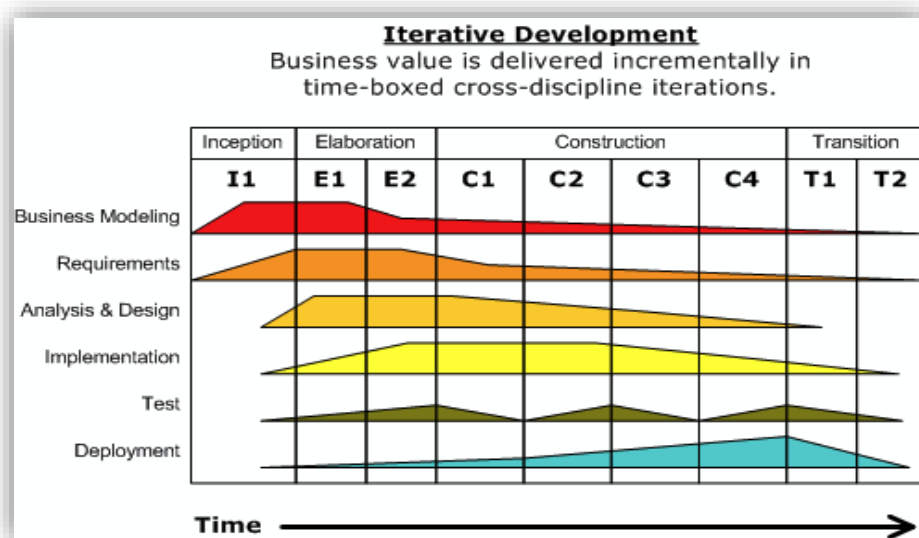 Iterative Development
Business value is delivered incrementally in
time-boxed cross-discipline iterations.
Inception Elaboration Construction Transition
I1 E1 E2 C1 C2 C3 C4 T1 T2
Business Modeling
Requirements
Analysis & Design
Implementation
Test
Deployment
Time